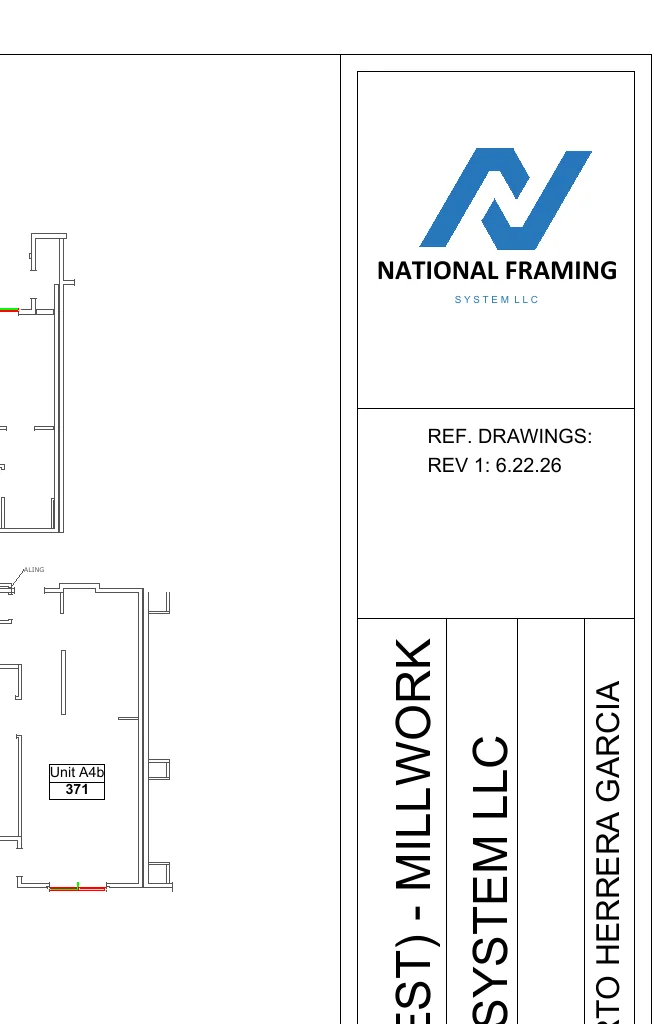 NATIONAL FRAMING
SYSTEM LLC
REF. DRAWINGS:
REV 1: 6.22.26
ALING
Unit A4b
371
EST) - MILLWORK
SYSTEM LLC
RTO HERRERA GARCIA